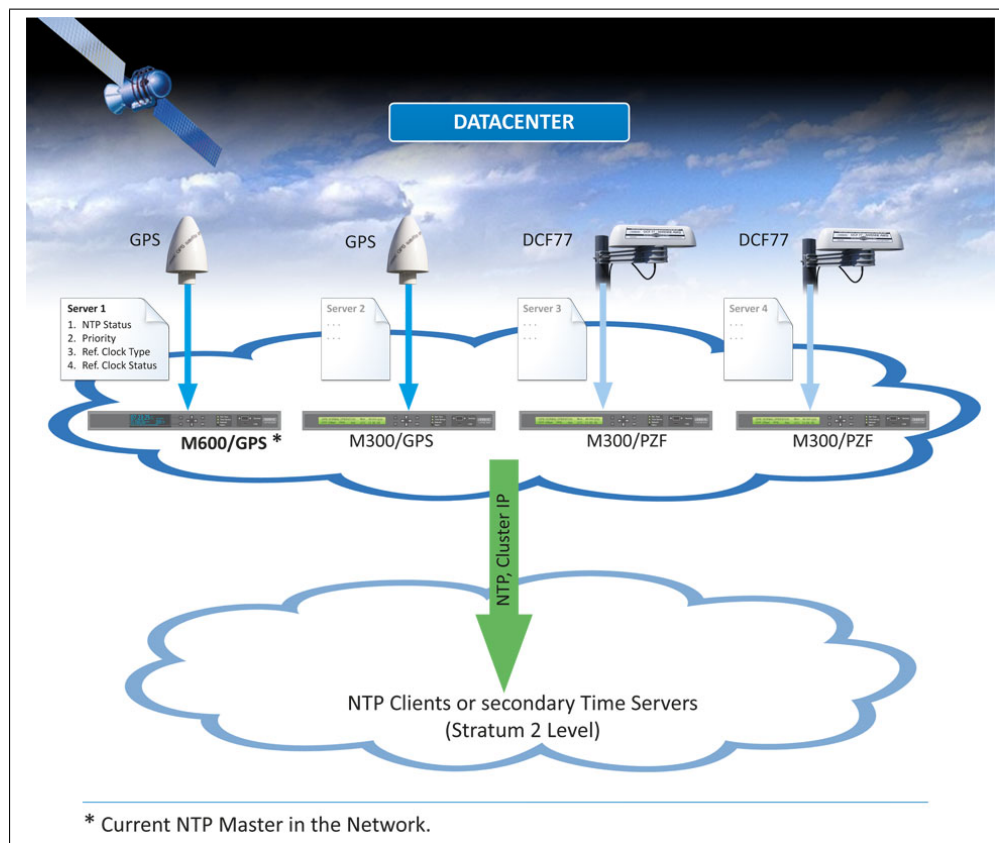 DATACENTER
GPS
GPS
DCF77
DCF77
Server 1
1. NTP Status
2. Priority
3. Ref. Clock Type
4. Ref. Clock Status
Server 2
. . .
. . .
Server 3
. . .
. . .
Server 4
. . .
. . .
M600/GPS *
M300/GPS
M300/PZF
M300/PZF
NTP, Cluster IP
NTP Clients or secondary Time Servers
(Stratum 2 Level)
* Current NTP Master in the Network.